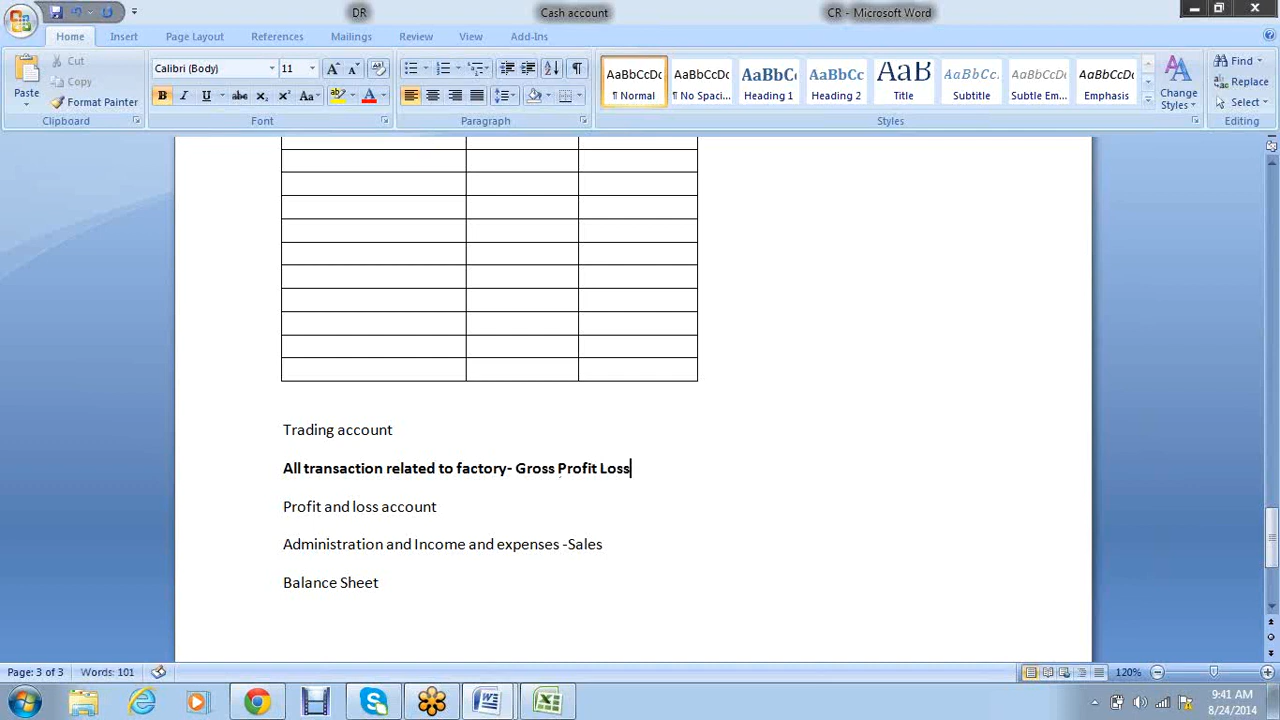 DR Cash account CR - Microsoft Word
Home Insert Page Layout References Mailings Review View Add-Ins
Paste
Cut
Copy
Format Painter
Clipboard
Calibri (Body) 11
B I U abc X₂ X² Aa
Font
Paragraph
AaBbCcDc AaBbCcDc AaBbC AaBbCc AaB AaBbCc. AaBbCcDc AaBbCcDc
¶ Normal ¶ No Spaci... Heading 1 Heading 2 Title Subtitle Subtle Em... Emphasis
Change Styles
Styles
Find
Replace
Select
Editing
Trading account
All transaction related to factory- Gross Profit Loss
Profit and loss account
Administration and Income and expenses -Sales
Balance Sheet
Page: 3 of 3 Words: 101 120%
9:41 AM
8/24/2014